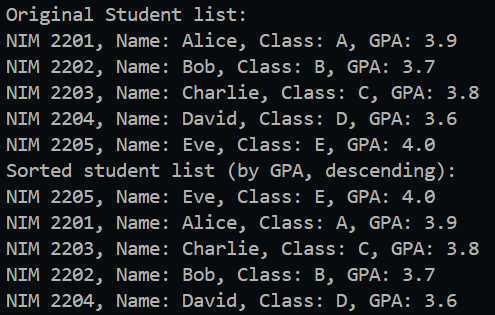 Original Student list:
NIM 2201, Name: Alice, Class: A, GPA: 3.9
NIM 2202, Name: Bob, Class: B, GPA: 3.7
NIM 2203, Name: Charlie, Class: C, GPA: 3.8
NIM 2204, Name: David, Class: D, GPA: 3.6
NIM 2205, Name: Eve, Class: E, GPA: 4.0
Sorted student list (by GPA, descending):
NIM 2205, Name: Eve, Class: E, GPA: 4.0
NIM 2201, Name: Alice, Class: A, GPA: 3.9
NIM 2203, Name: Charlie, Class: C, GPA: 3.8
NIM 2202, Name: Bob, Class: B, GPA: 3.7
NIM 2204, Name: David, Class: D, GPA: 3.6